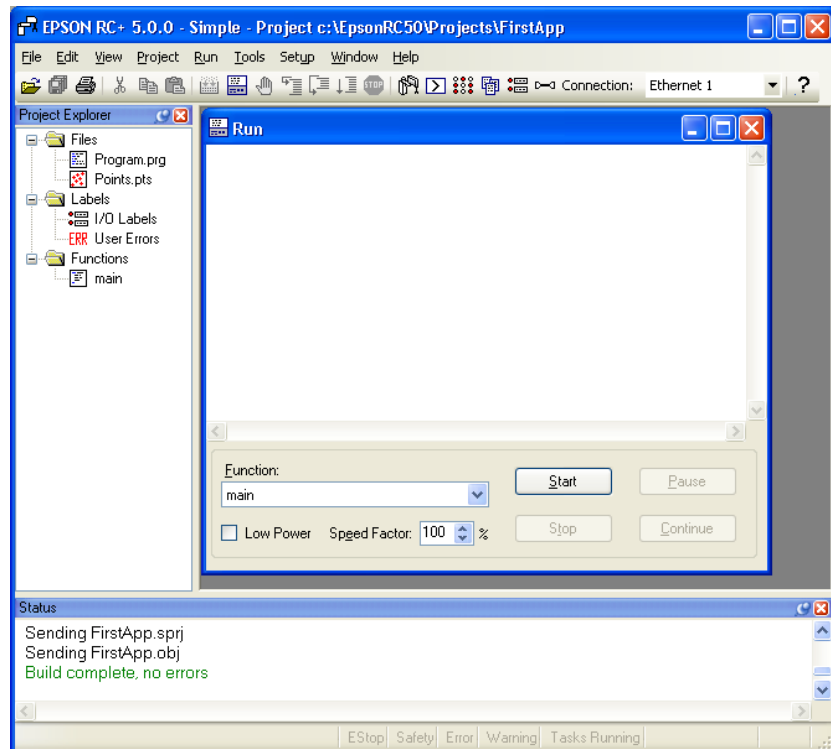 EPSON RC+ 5.0.0 - Simple - Project c:\EpsonRC50\Projects\FirstApp
File Edit View Project Run Tools Setup Window Help
STOP Connection: Ethernet 1 ?
Project Explorer
Files
Program.prg
Points.pts
Labels
I/O Labels
ERR User Errors
Functions
main
Run
Function:
main
Start Pause
Low Power Speed Factor: 100 %
Stop Continue
Status
Sending FirstApp.sprj
Sending FirstApp.obj
Build complete, no errors
EStop Safety Error Warning Tasks Running